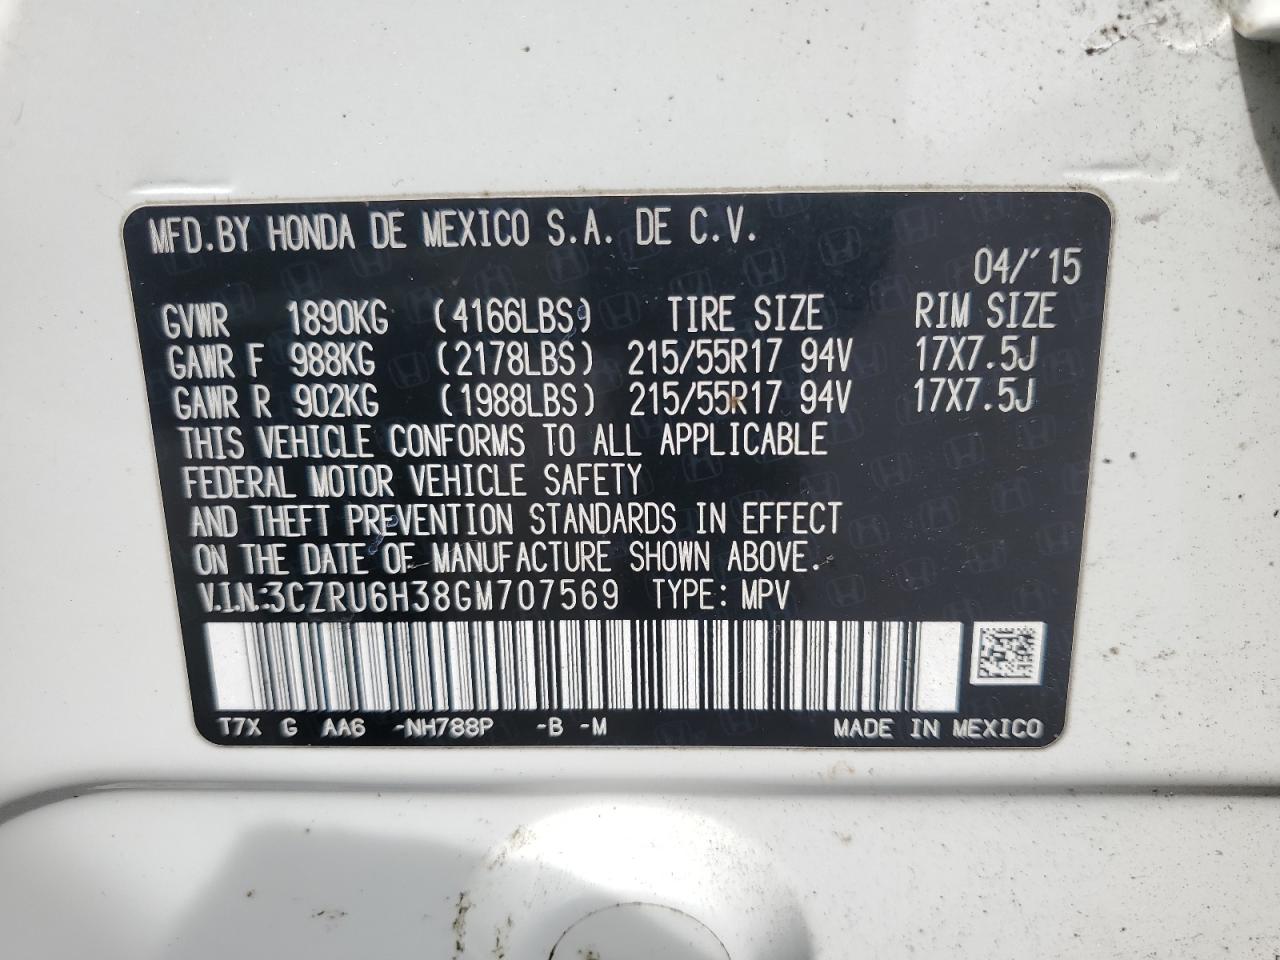 MFD.BY HONDA DE MEXICO S.A. DE C.V.
04/'15
GVWR 1890KG (4166LBS) TIRE SIZE RIM SIZE
GAWR F 988KG (2178LBS) 215/55R17 94V 17X7.5J
GAWR R 902KG (1988LBS) 215/55R17 94V 17X7.5J
THIS VEHICLE CONFORMS TO ALL APPLICABLE
FEDERAL MOTOR VEHICLE SAFETY
AND THEFT PREVENTION STANDARDS IN EFFECT
ON THE DATE OF MANUFACTURE SHOWN ABOVE.
V.I.N.:3CZRU6H38GM707569 TYPE: MPV
T7X G AA6 -NH788P -B -M MADE IN MEXICO